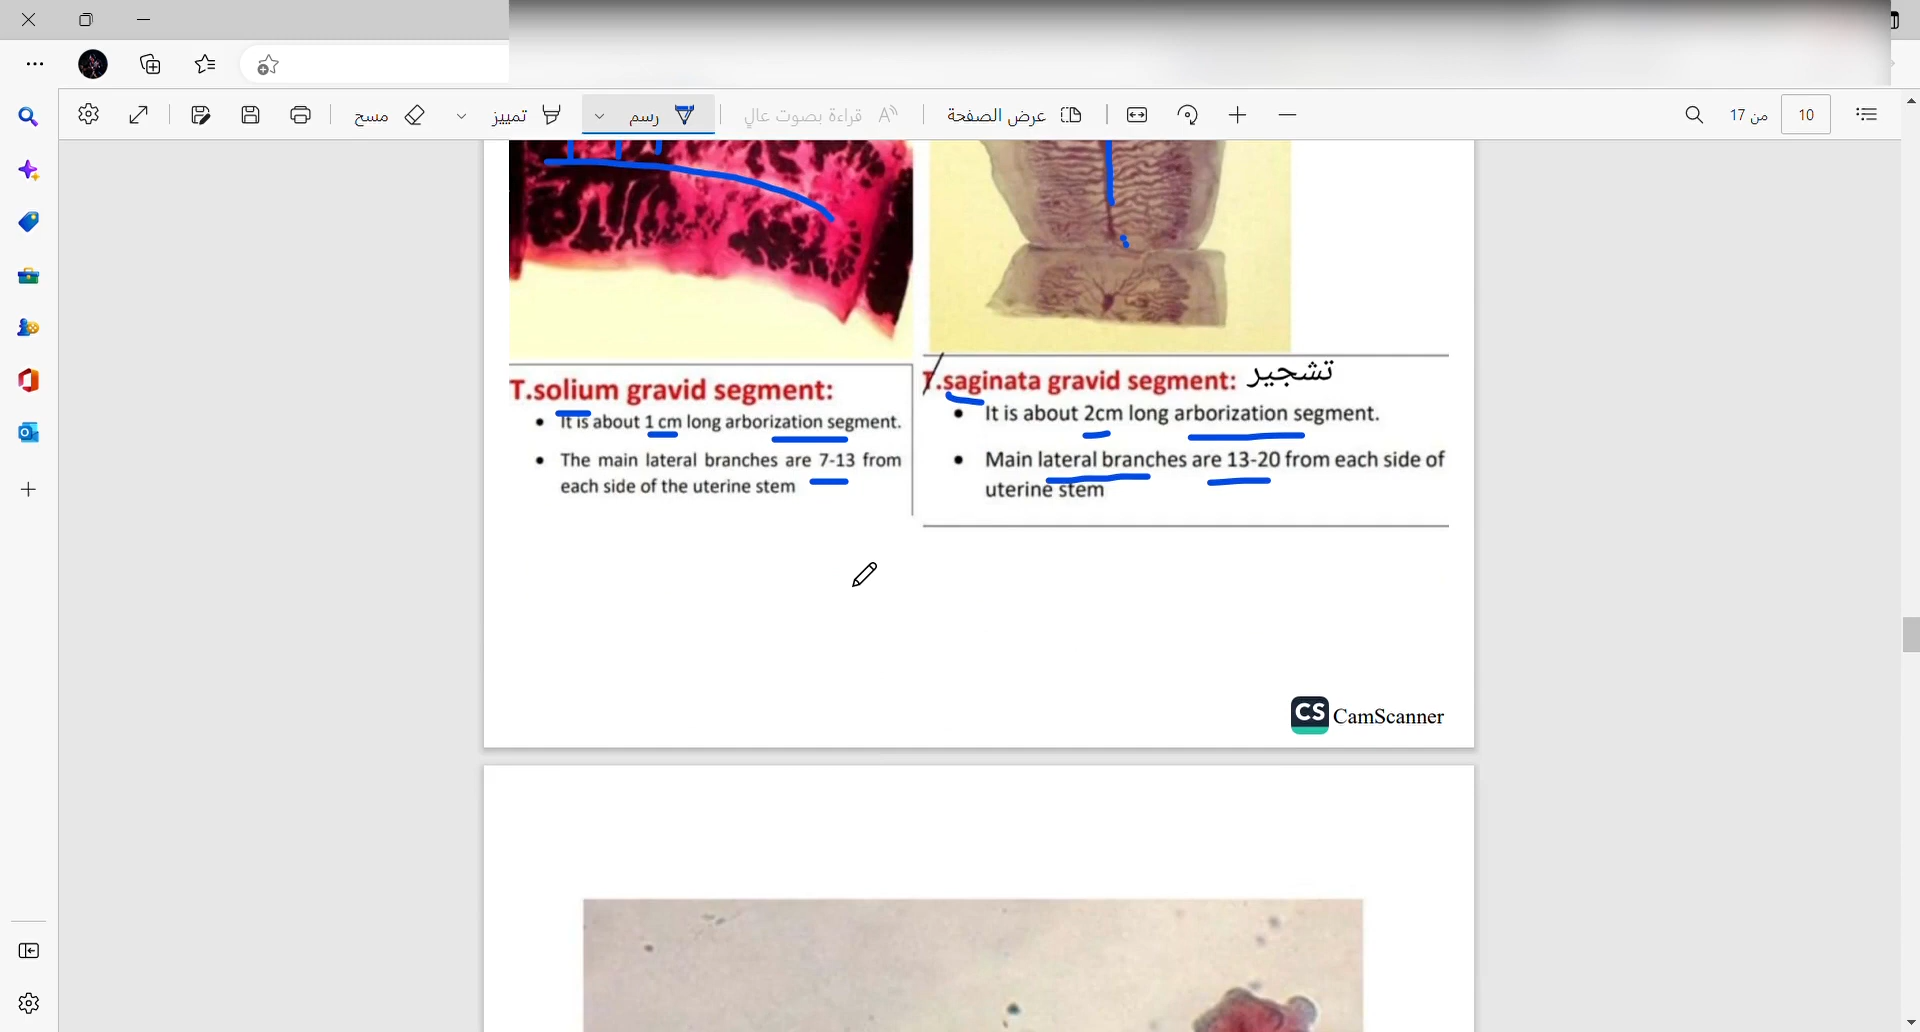 مسح
تمييز
رسم
قراءة بصوت عالٍ
عرض الصفحة
من 17
10
T.solium gravid segment:
It is about 1 cm long arborization segment.
The main lateral branches are 7-13 from
each side of the uterine stem
T.saginata gravid segment: تشجير
It is about 2cm long arborization segment.
Main lateral branches are 13-20 from each side of
uterine stem
CS CamScanner